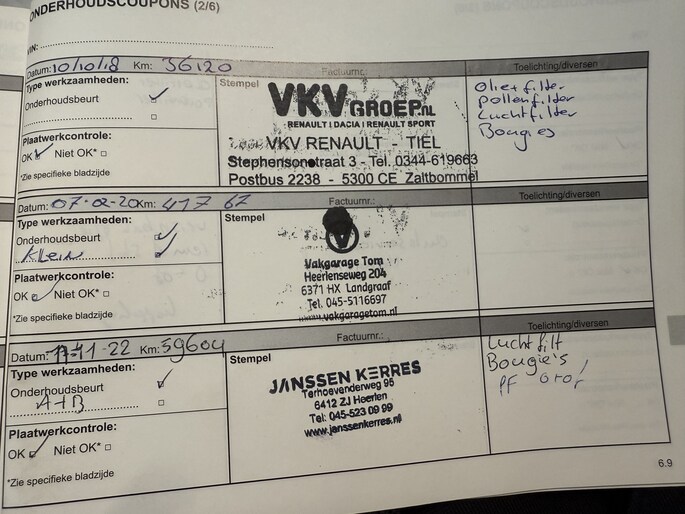 ONDERHOUDSCOUPONS (2/6)
VIN:
Datum: 10/10/18 Km: 36120 Factuurnr.: Toelichting/diversen
Type werkzaamheden:
Onderhoudsbeurt
Plaatwerkcontrole:
OK Niet OK*
*Zie specifieke bladzijde
Stempel
VKV GROEP.NL
RENAULT | DACIA | RENAULT SPORT
VKV RENAULT - TIEL
Stephensonstraat 3 - Tel. 0344-619663
Postbus 2238 - 5300 CE Zaltbommel
Olie+filter
pollenfilter
Luchtfilter
Bougies
Datum: 07-02-20 Km: 417 67 Factuurnr.: Toelichting/diversen
Type werkzaamheden:
Onderhoudsbeurt
Klein
Plaatwerkcontrole:
OK Niet OK*
*Zie specifieke bladzijde
Stempel
Vakgarage Tom
Heerlenseweg 204
6371 HX Landgraaf
Tel. 045-5116697
www.vakgaragetom.nl
Datum: 17-11-22 Km: 59604 Factuurnr.: Toelichting/diversen
Type werkzaamheden:
Onderhoudsbeurt
A+B
Plaatwerkcontrole:
OK Niet OK*
*Zie specifieke bladzijde
Stempel
JANSSEN KERRES
Terhoevenderweg 95
6412 ZJ Heerlen
Tel: 045-523 09 99
www.janssenkerres.nl
Luchtfilt
Bougie's
6.9